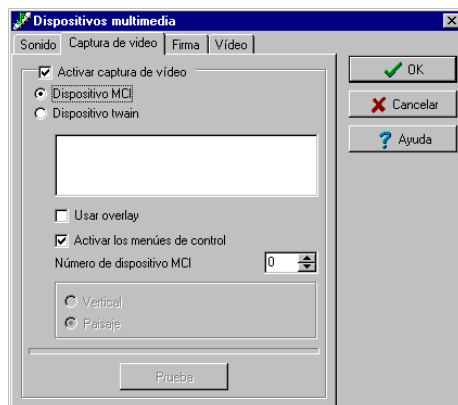 Dispositivos multimedia
Sonido Captura de video Firma Vídeo
Activar captura de vídeo
Dispositivo MCI
Dispositivo twain
Usar overlay
Activar los menúes de control
Número de dispositivo MCI 0
Vertical
Paisaje
Prueba
OK
Cancelar
Ayuda